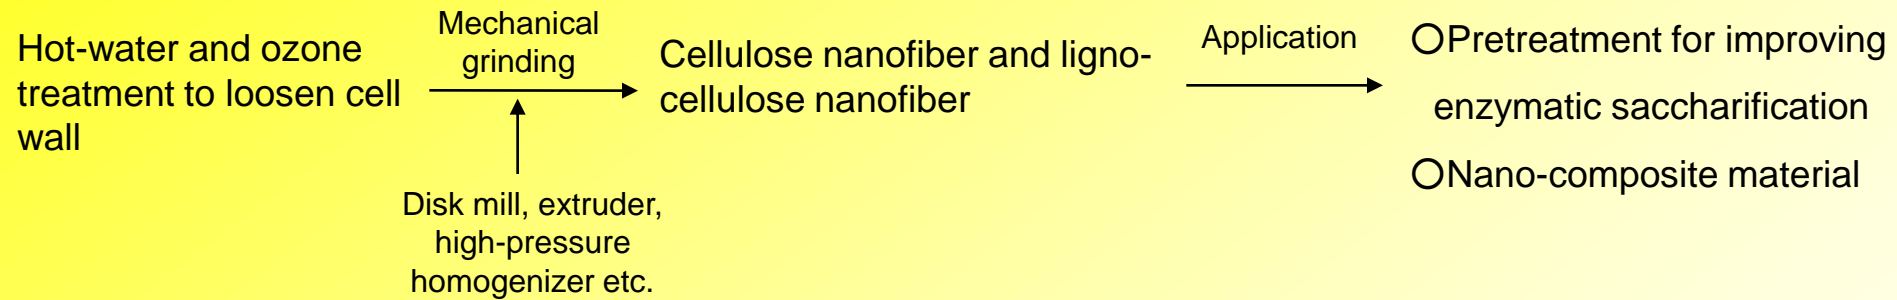 Hot-water and ozone
treatment to loosen cell
wall
Mechanical
grinding
Disk mill, extruder,
high-pressure
homogenizer etc.
Cellulose nanofiber and ligno-
cellulose nanofiber
Application
○Pretreatment for improving
enzymatic saccharification
○Nano-composite material